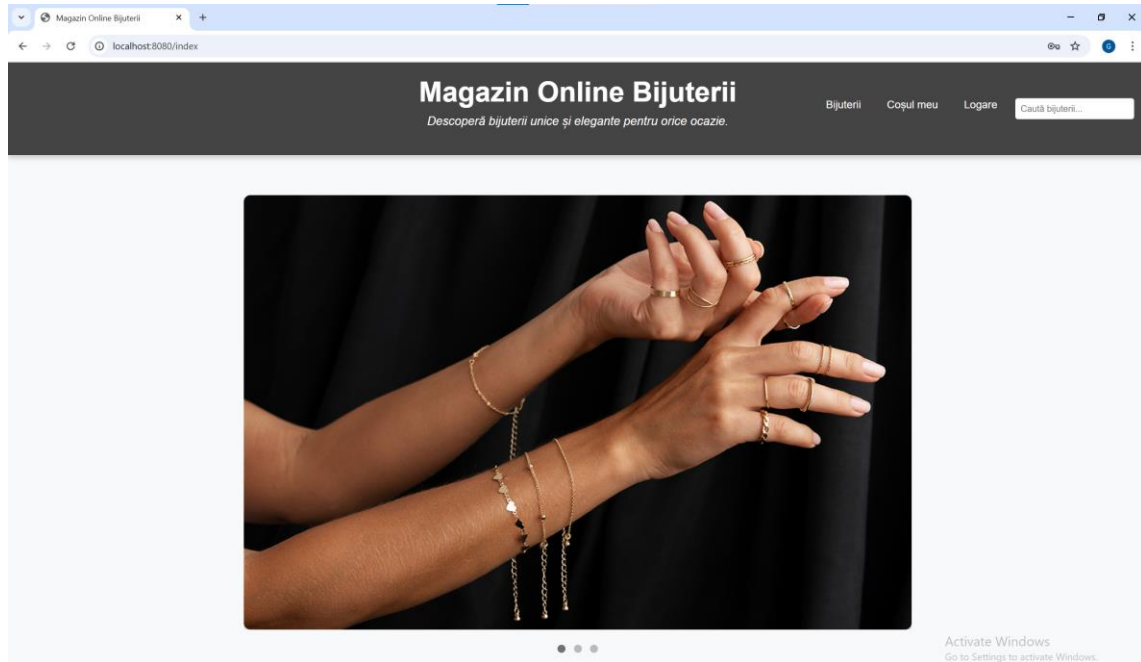 Magazin Online Bijuterii
localhost:8080/index
G
Magazin Online Bijuterii
Descoperă bijuterii unice și elegante pentru orice ocazie.
Bijuterii Coșul meu Logare Caută bijuterii...
Activate Windows
Go to Settings to activate Windows.